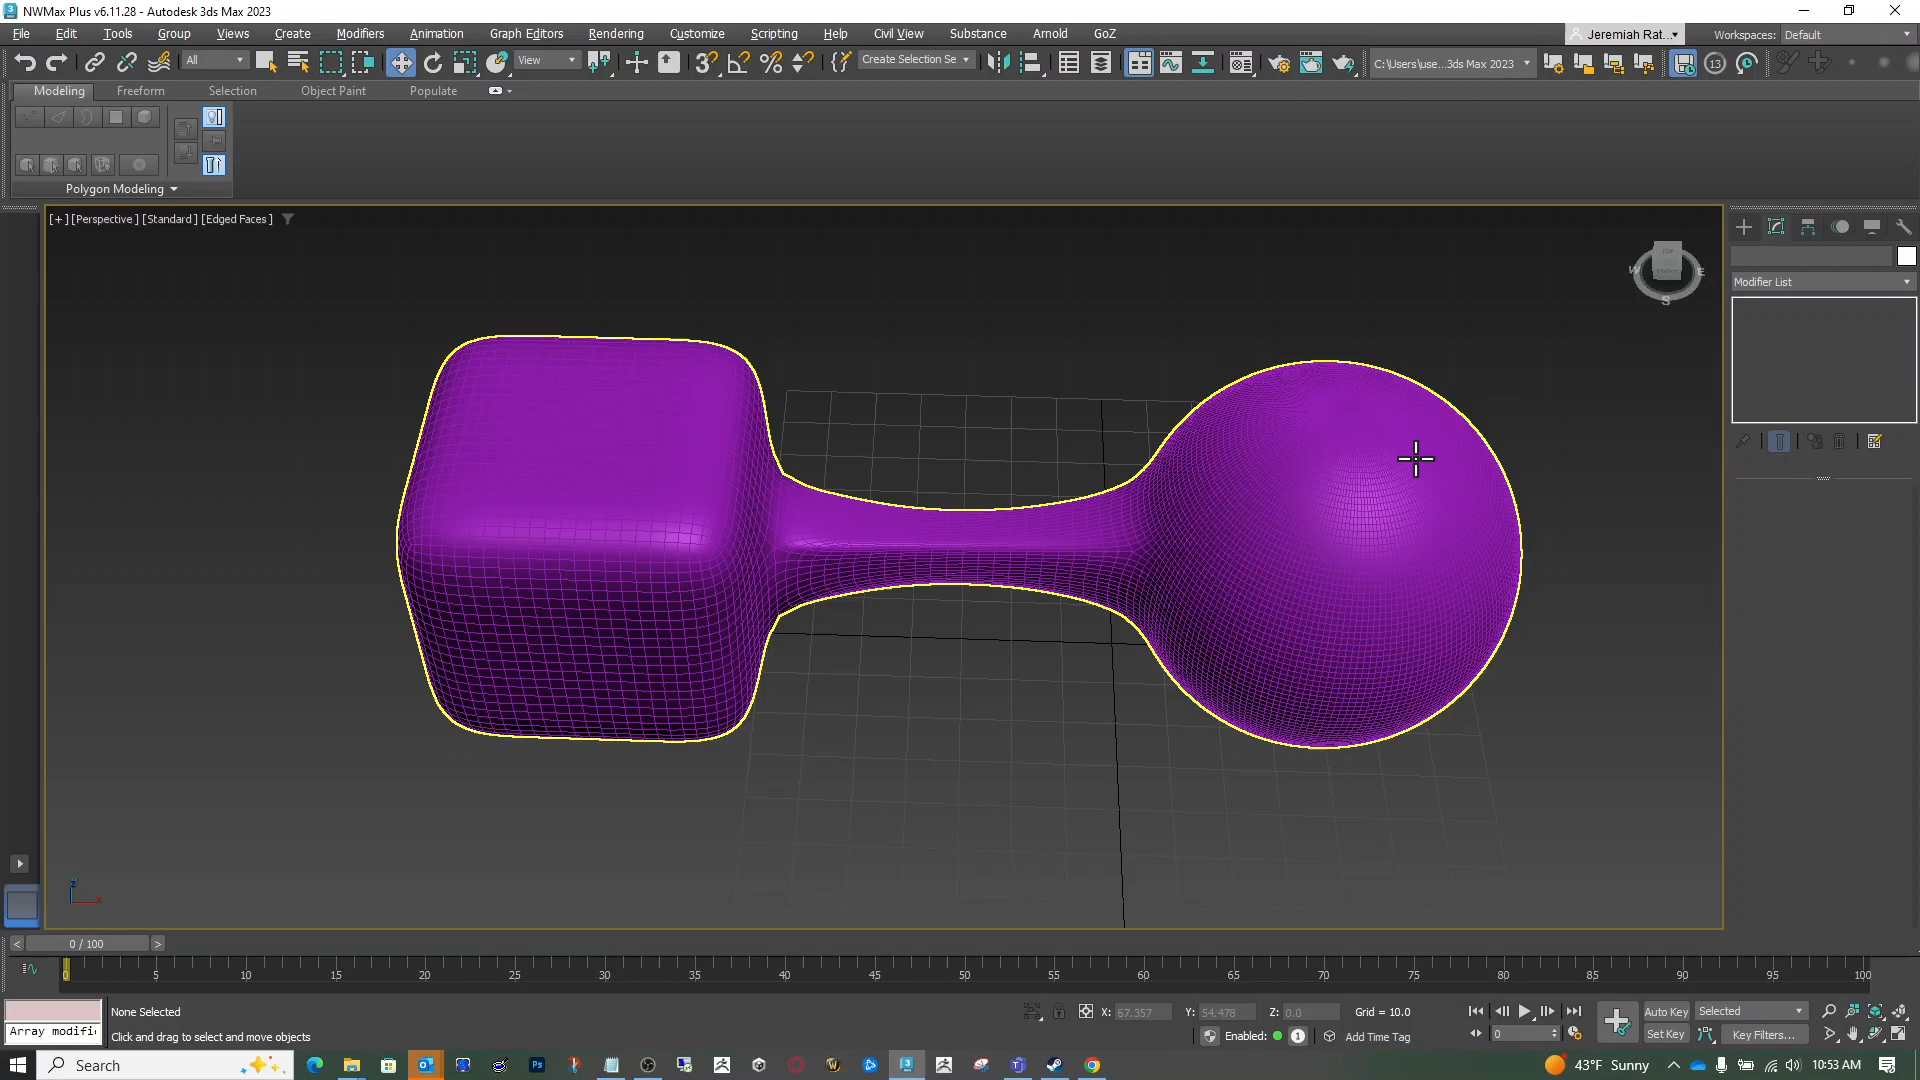 NWMax Plus v6.11.28 - Autodesk 3ds Max 2023
File Edit Tools Group Views Create Modifiers Animation Graph Editors Rendering Customize Scripting Help Civil View Substance Arnold GoZ
Jeremiah Rat... Workspaces: Default
All View Create Selection Se C:\Users\use...3ds Max 2023 13
Modeling Freeform Selection Object Paint Populate
Polygon Modeling
[+] [Perspective] [Standard] [Edged Faces]
TOP
W E
S
Modifier List
0 / 100
0 5 10 15 20 25 30 35 40 45 50 55 60 65 70 75 80 85 90 95 100
None Selected
X: 67.357 Y: 54.478 Z: 0.0 Grid = 10.0
Auto Key Selected
Array modifi
Click and drag to select and move objects
Enabled: 1 Add Time Tag
0 Set Key Key Filters...
Search
43°F Sunny 10:53 AM